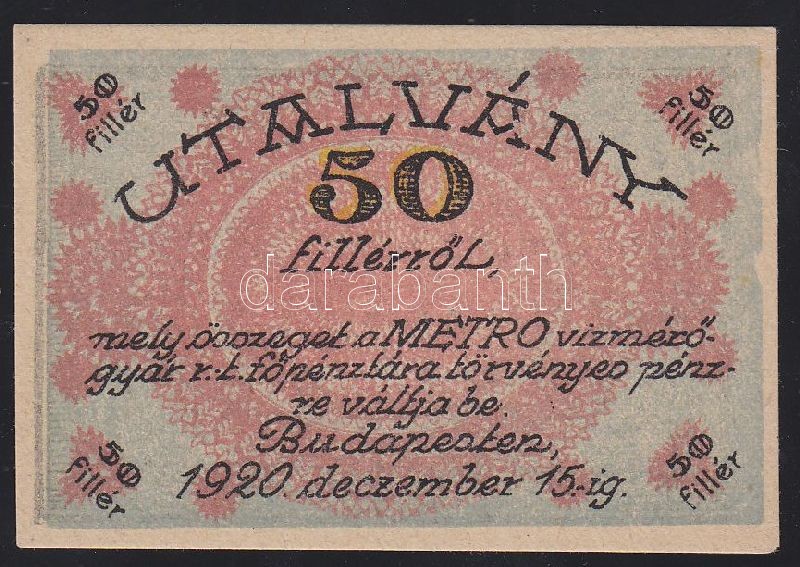 50 fillér
50 fillér
UTALVÁNY
50
fillérről,
darabanth
mely összeget a METRO vizmérő-
gyár r.-t. főpénztára törvényes pénz-
re váltja be.
Budapesten,
1920. deczember 15.-ig.
50 fillér
50 fillér